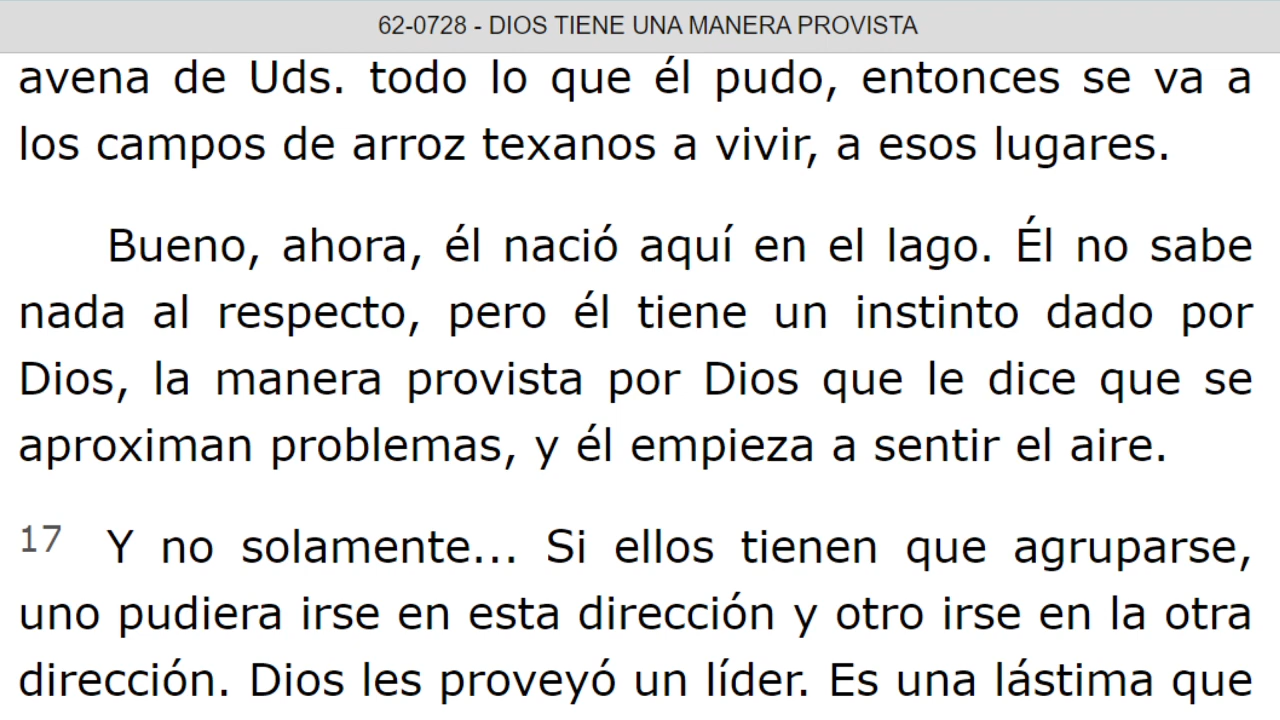 62-0728 - DIOS TIENE UNA MANERA PROVISTA
avena de Uds. todo lo que él pudo, entonces se va a
los campos de arroz texanos a vivir, a esos lugares.
Bueno, ahora, él nació aquí en el lago. Él no sabe
nada al respecto, pero él tiene un instinto dado por
Dios, la manera provista por Dios que le dice que se
aproximan problemas, y él empieza a sentir el aire.
17 Y no solamente... Si ellos tienen que agruparse,
uno pudiera irse en esta dirección y otro irse en la otra
dirección. Dios les proveyó un líder. Es una lástima que